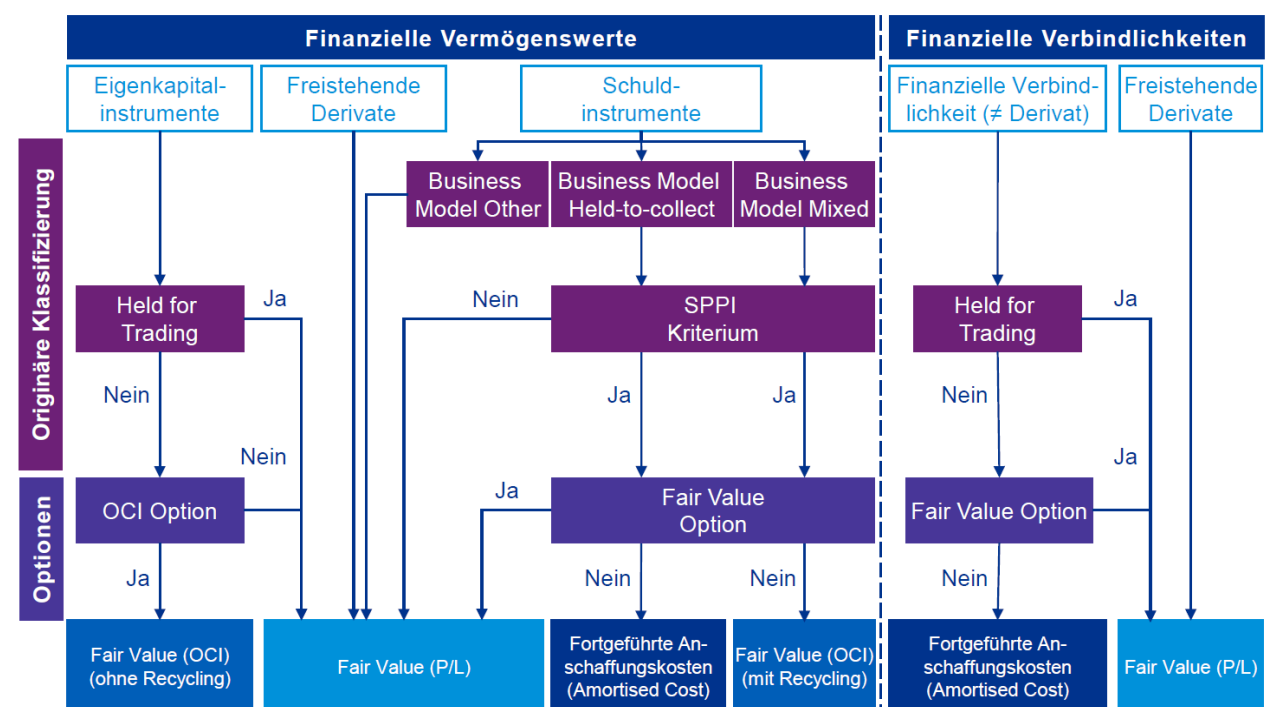 Finanzielle Vermögenswerte
Finanzielle Verbindlichkeiten
Eigenkapital-
instrumente
Freistehende
Derivate
Schuld-
instrumente
Finanzielle Verbind-
lichkeit (≠ Derivat)
Freistehende
Derivate
Originäre Klassifizierung
Business
Model Other
Business Model
Held-to-collect
Business
Model Mixed
Held for
Trading
Ja
Nein
SPPI
Kriterium
Held for
Trading
Ja
Nein
Ja
Ja
Nein
Nein
Ja
Optionen
OCI Option
Ja
Fair Value
Option
Fair Value Option
Ja
Nein
Nein
Nein
Fair Value (OCI)
(ohne Recycling)
Fair Value (P/L)
Fortgeführte An-
schaffungskosten
(Amortised Cost)
Fair Value (OCI)
(mit Recycling)
Fortgeführte An-
schaffungskosten
(Amortised Cost)
Fair Value (P/L)